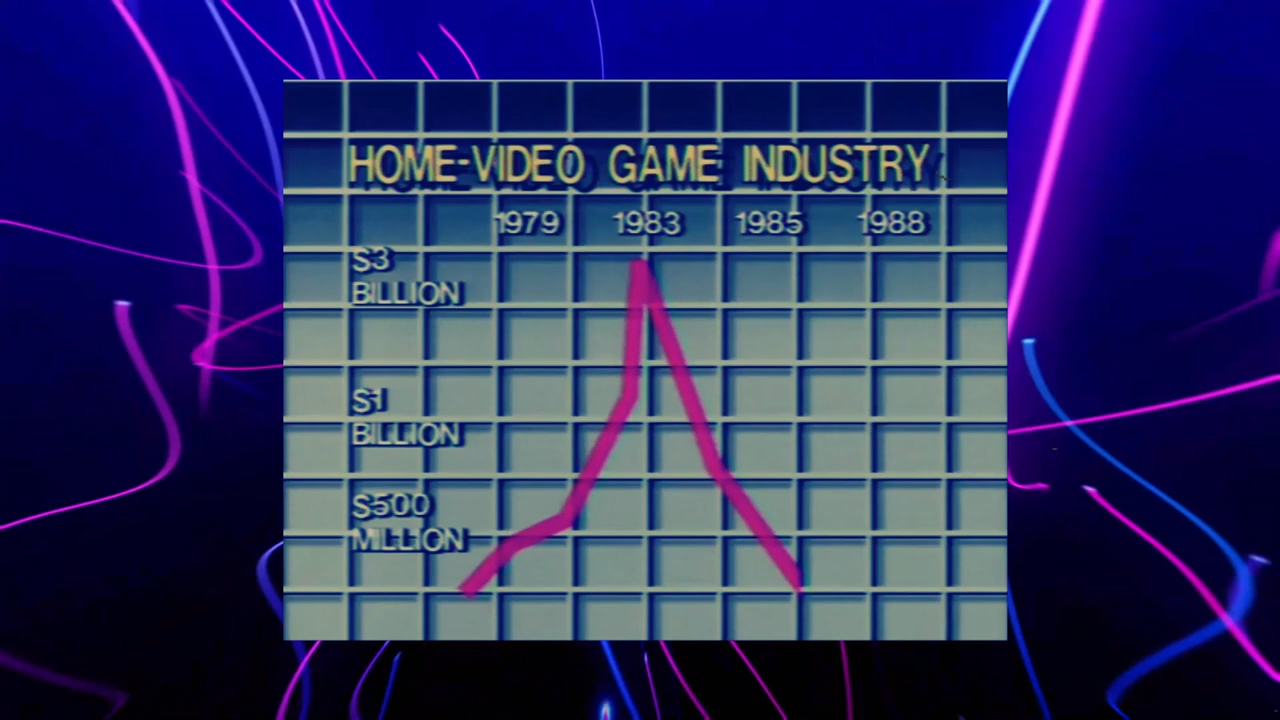 HOME-VIDEO GAME INDUSTRY
1979 1983 1985 1988
$3
BILLION
$1
BILLION
$500
MILLION